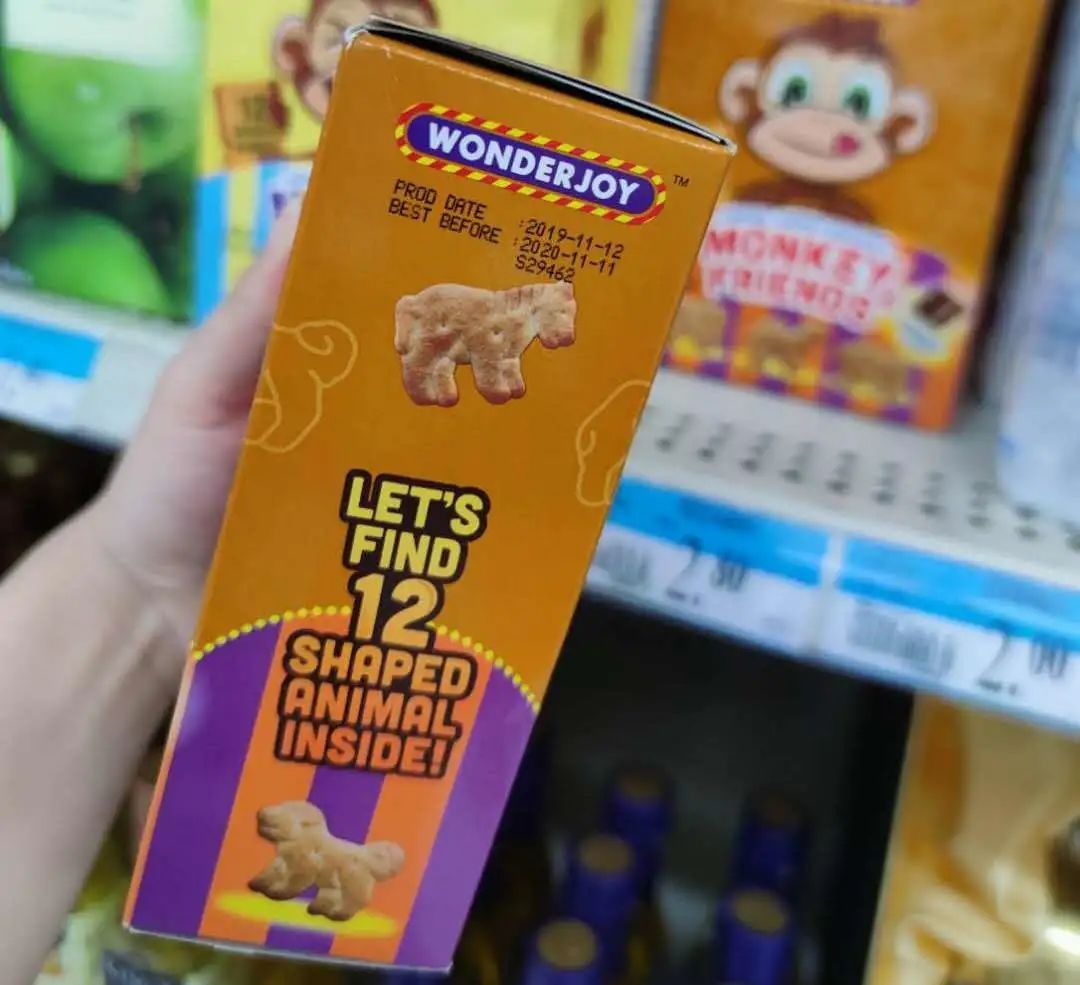 WONDERJOY
TM
PROD DATE :2019-11-12
BEST BEFORE :2020-11-11
S29462
LET'S
FIND
12
SHAPED
ANIMAL
INSIDE!
MONKEY
FRIENDS